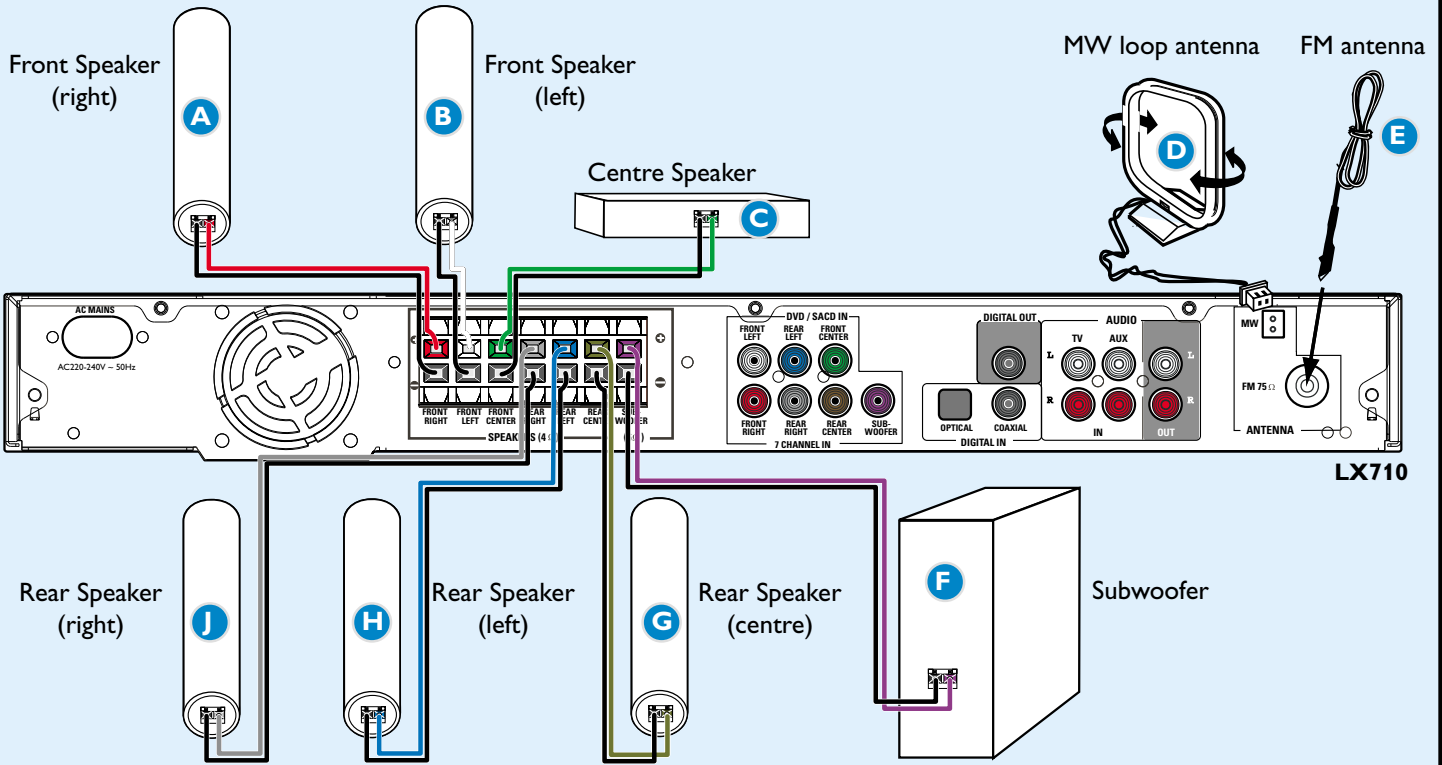 Front Speaker
(right)
A
B
Front Speaker
(left)
Centre Speaker
C
MW loop antenna
D
FM antenna
E
AC MAINS
AC220-240V ~ 50Hz
+
+
−
−
FRONT
RIGHT
FRONT
LEFT
FRONT
CENTER
REAR
RIGHT
REAR
LEFT
REAR
CENTER
SUB-
WOOFER
SPEAKERS (4 Ω)
DVD / SACD IN
FRONT
LEFT
REAR
LEFT
FRONT
CENTER
FRONT
RIGHT
REAR
RIGHT
REAR
CENTER
SUB-
WOOFER
7 CHANNEL IN
DIGITAL OUT
OPTICAL
COAXIAL
DIGITAL IN
AUDIO
TV
AUX
L
L
R
R
IN
OUT
MW
FM 75 Ω
ANTENNA
LX710
Rear Speaker
(right)
J
H
Rear Speaker
(left)
G
Rear Speaker
(centre)
F
Subwoofer